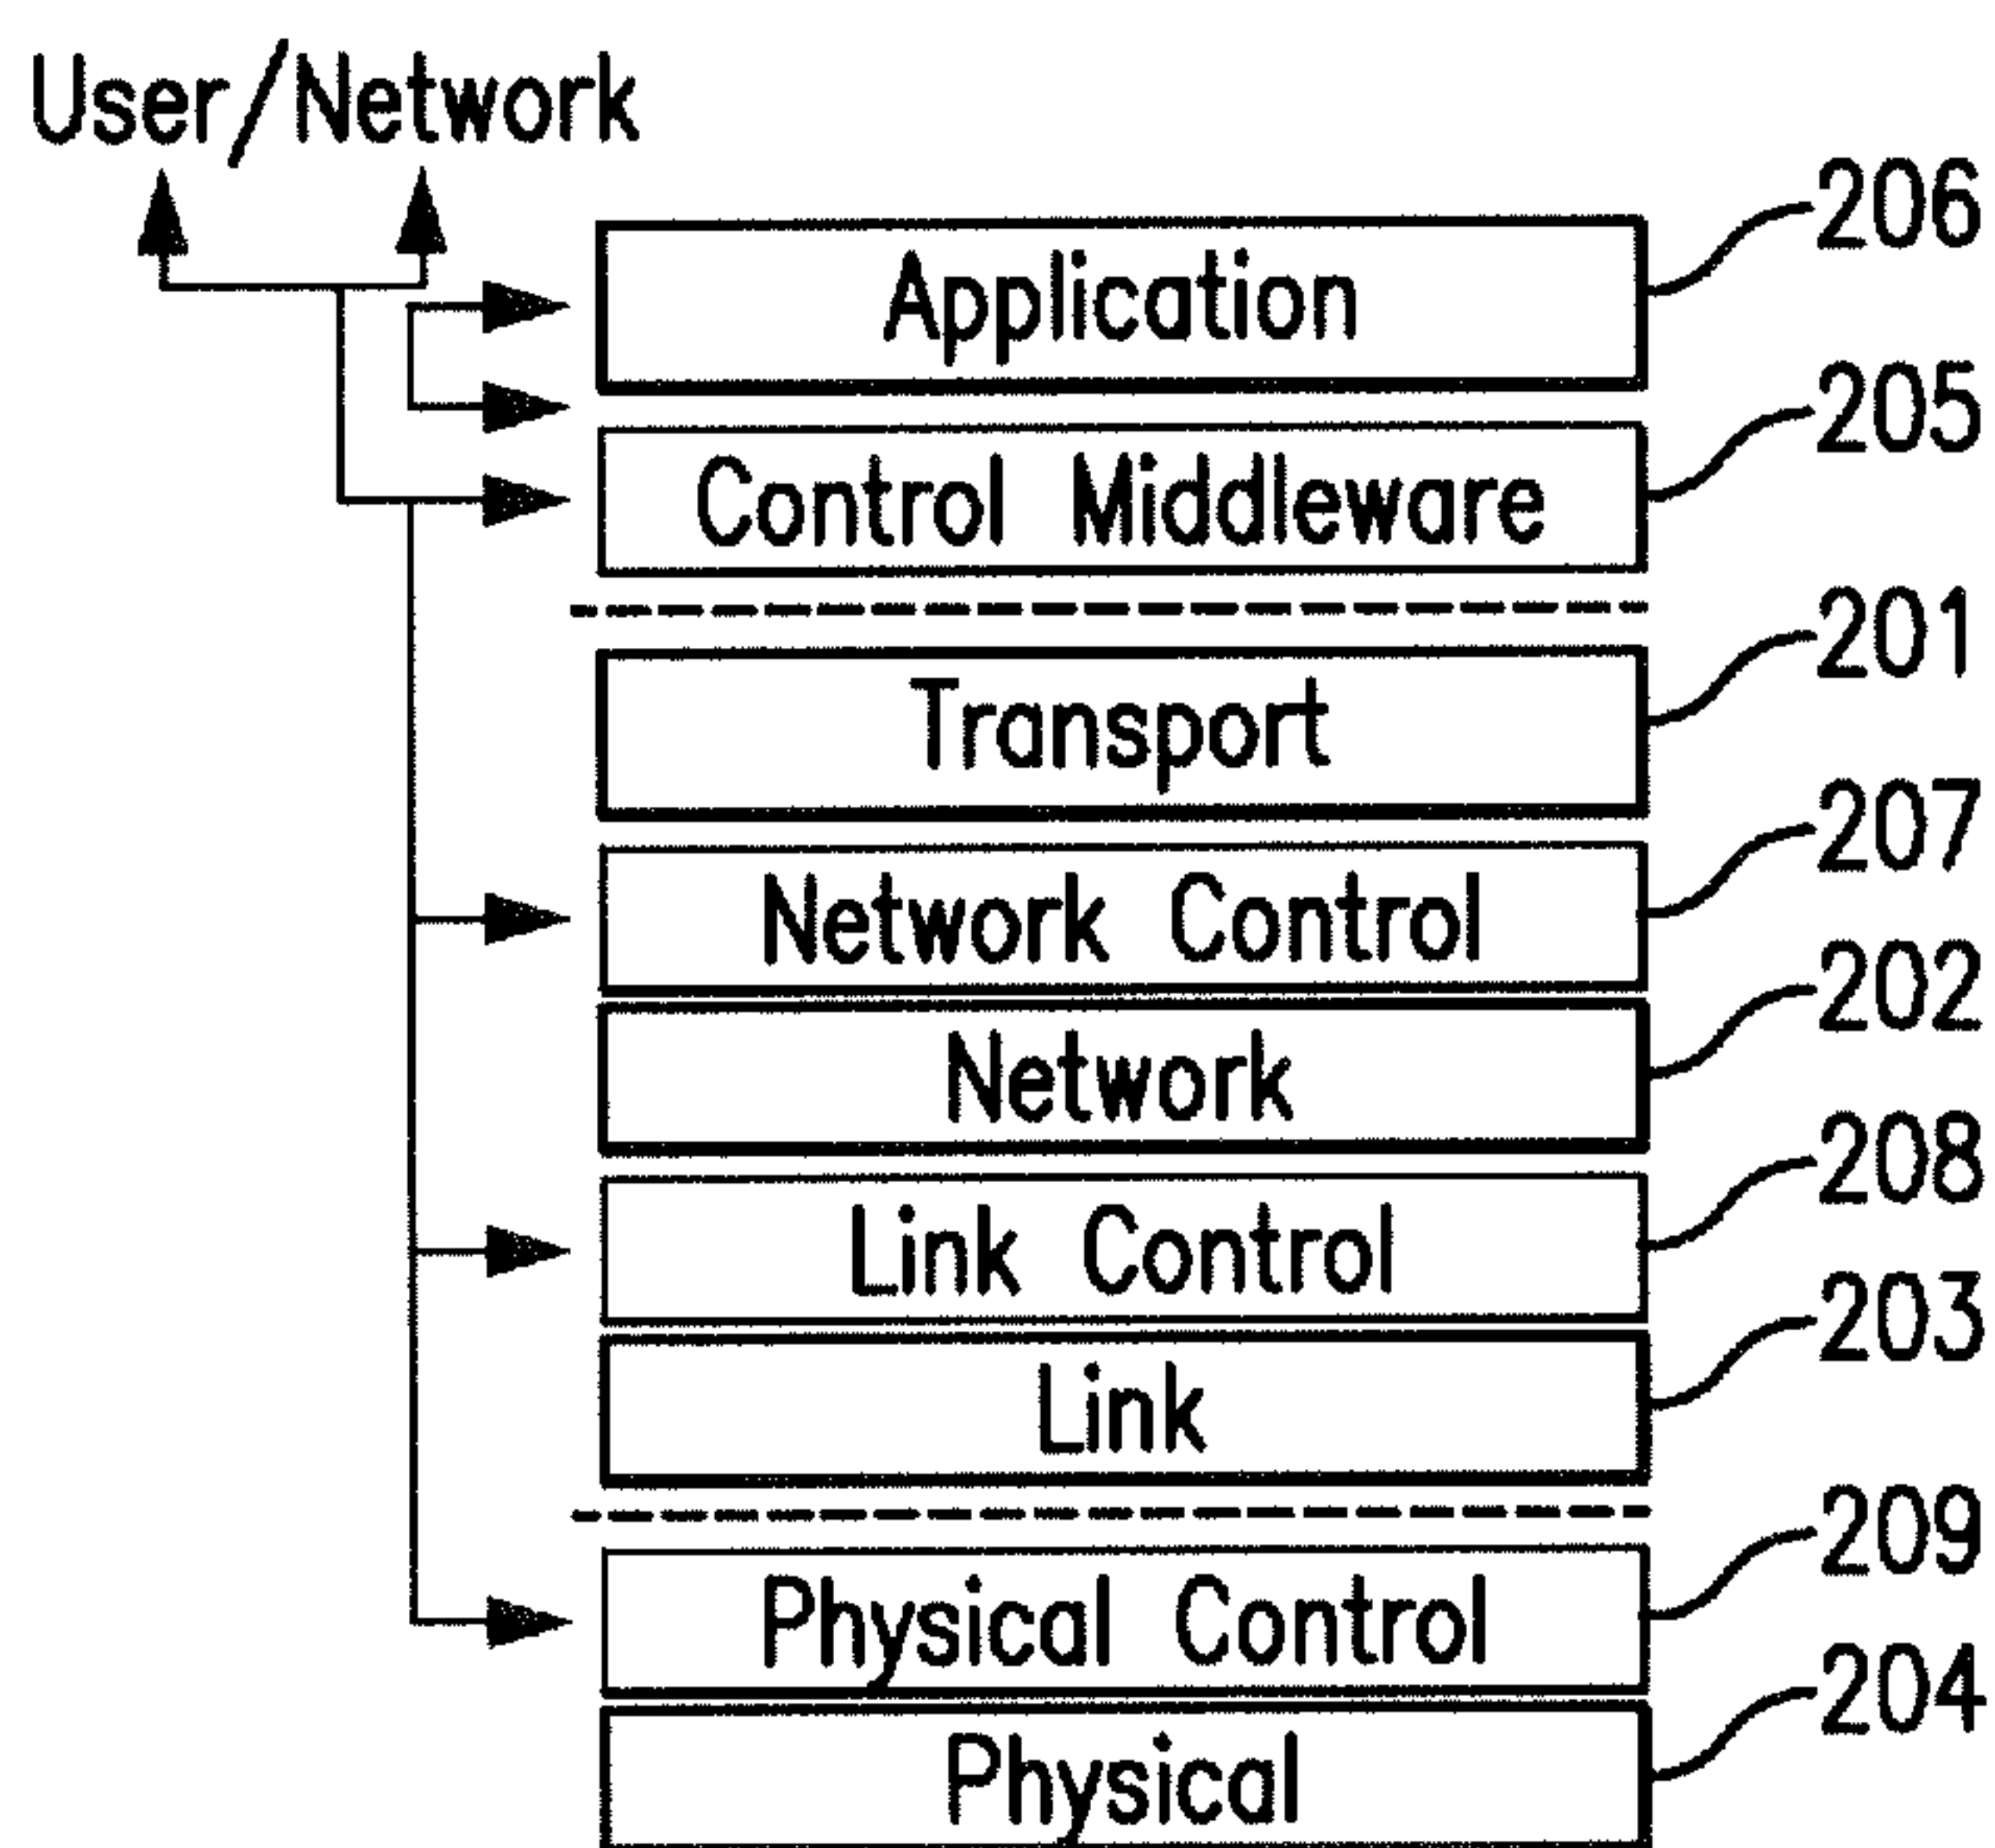 User/Network
Application 206
Control Middleware 205
Transport 201
Network Control 207
Network 202
Link Control 208
Link 203
Physical Control 209
Physical 204